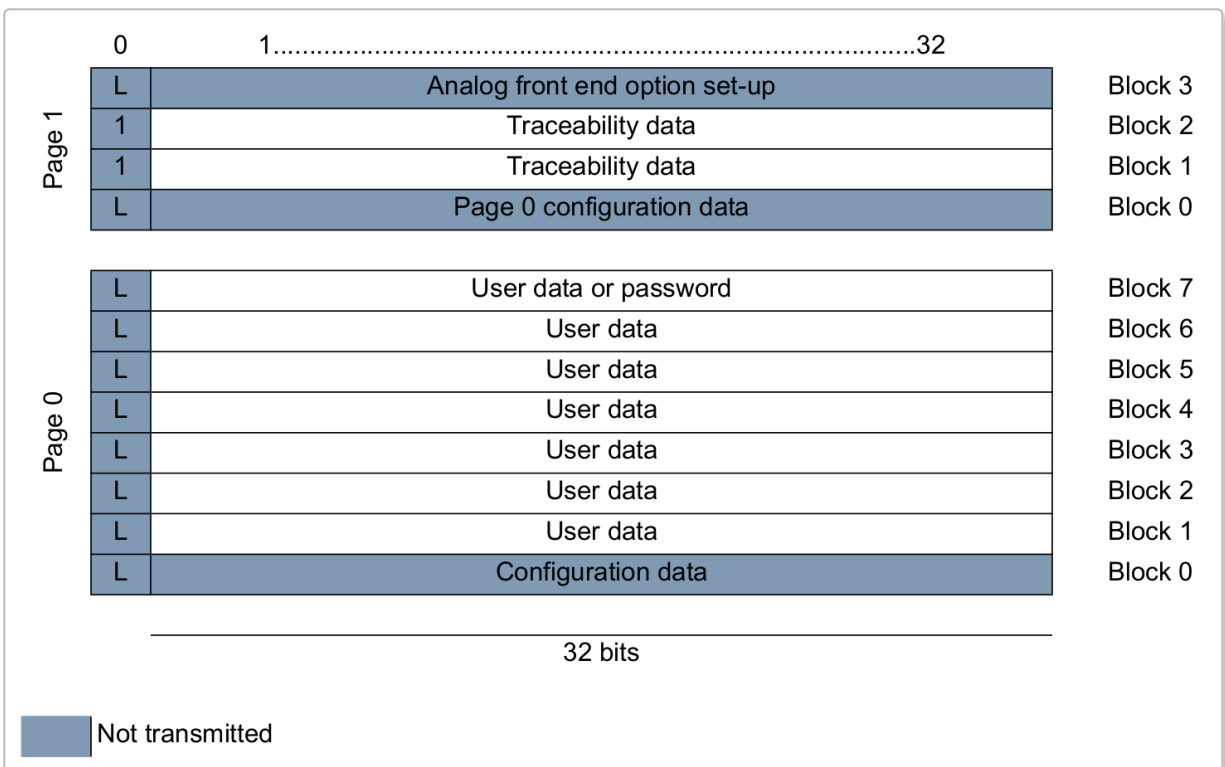 0 1.........................................................................................32
L Analog front end option set-up Block 3
1 Traceability data Block 2
1 Traceability data Block 1
L Page 0 configuration data Block 0
Page 1
L User data or password Block 7
L User data Block 6
L User data Block 5
L User data Block 4
L User data Block 3
L User data Block 2
L User data Block 1
L Configuration data Block 0
Page 0
32 bits
Not transmitted